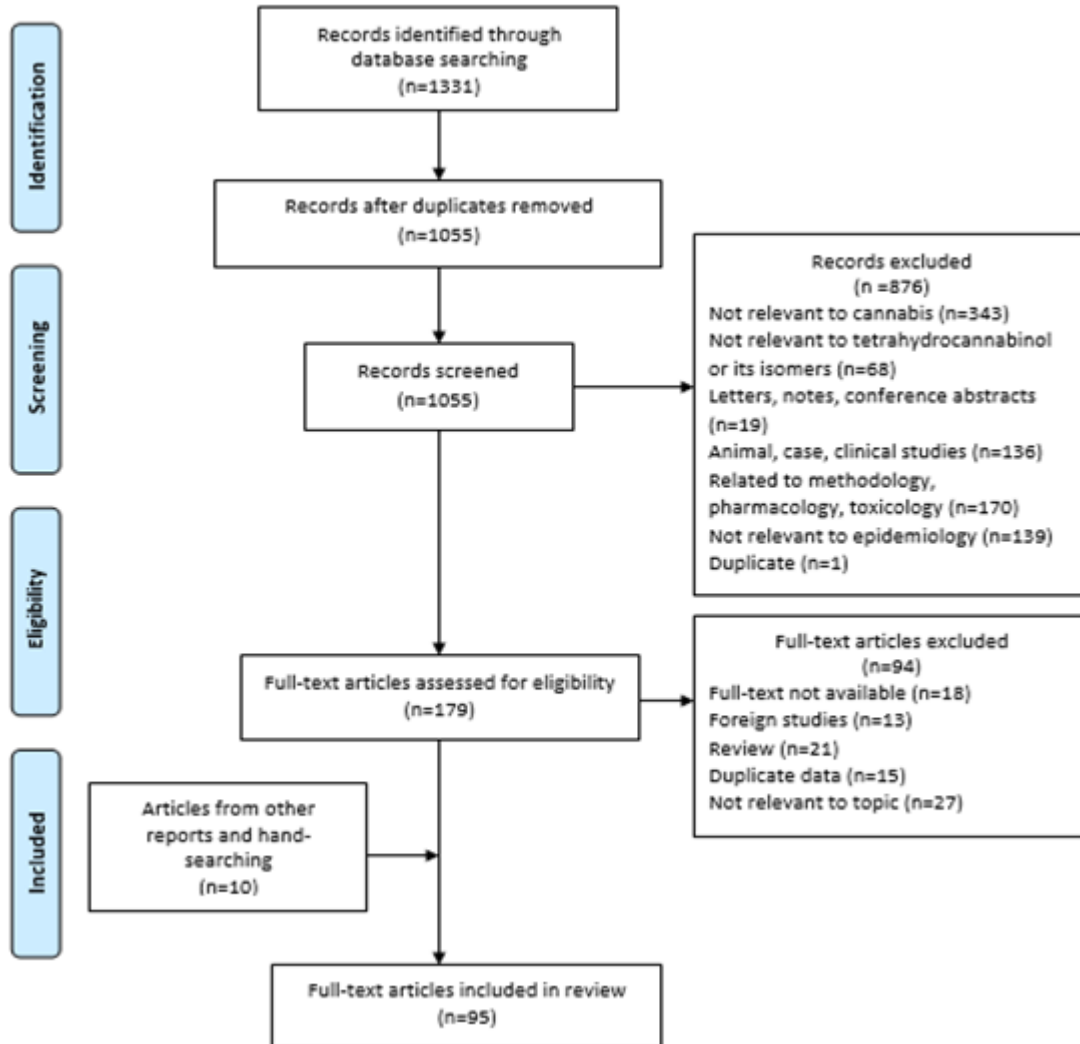 Identification
Records identified through
database searching
(n=1331)
Records after duplicates removed
(n=1055)
Screening
Records screened
(n=1055)
Records excluded
(n =876)
Not relevant to cannabis (n=343)
Not relevant to tetrahydrocannabinol
or its isomers (n=68)
Letters, notes, conference abstracts
(n=19)
Animal, case, clinical studies (n=136)
Related to methodology,
pharmacology, toxicology (n=170)
Not relevant to epidemiology (n=139)
Duplicate (n=1)
Eligibility
Full-text articles assessed for eligibility
(n=179)
Full-text articles excluded
(n=94)
Full-text not available (n=18)
Foreign studies (n=13)
Review (n=21)
Duplicate data (n=15)
Not relevant to topic (n=27)
Included
Articles from other
reports and hand-
searching
(n=10)
Full-text articles included in review
(n=95)